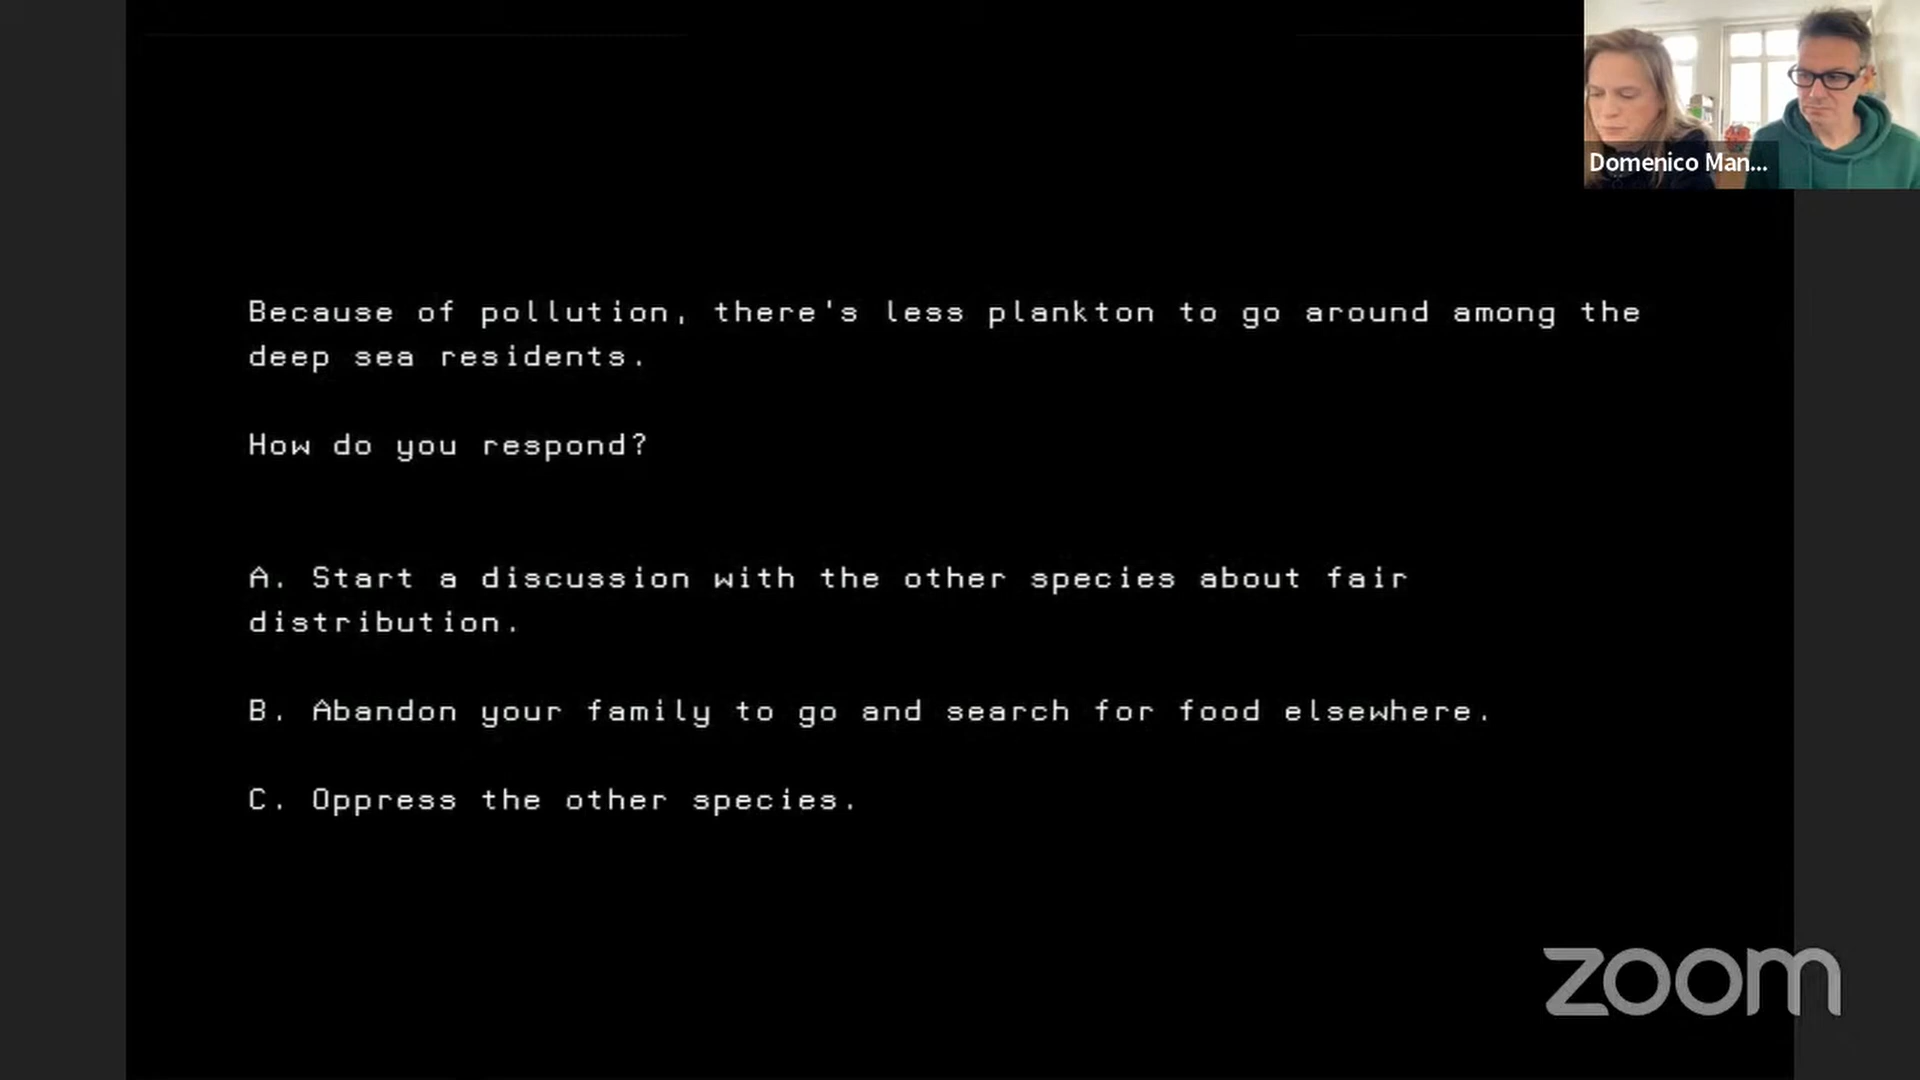 Domenico Man...
Because of pollution, there's less plankton to go around among the
deep sea residents.
How do you respond?
A. Start a discussion with the other species about fair
distribution.
B. Abandon your family to go and search for food elsewhere.
C. Oppress the other species.
zoom